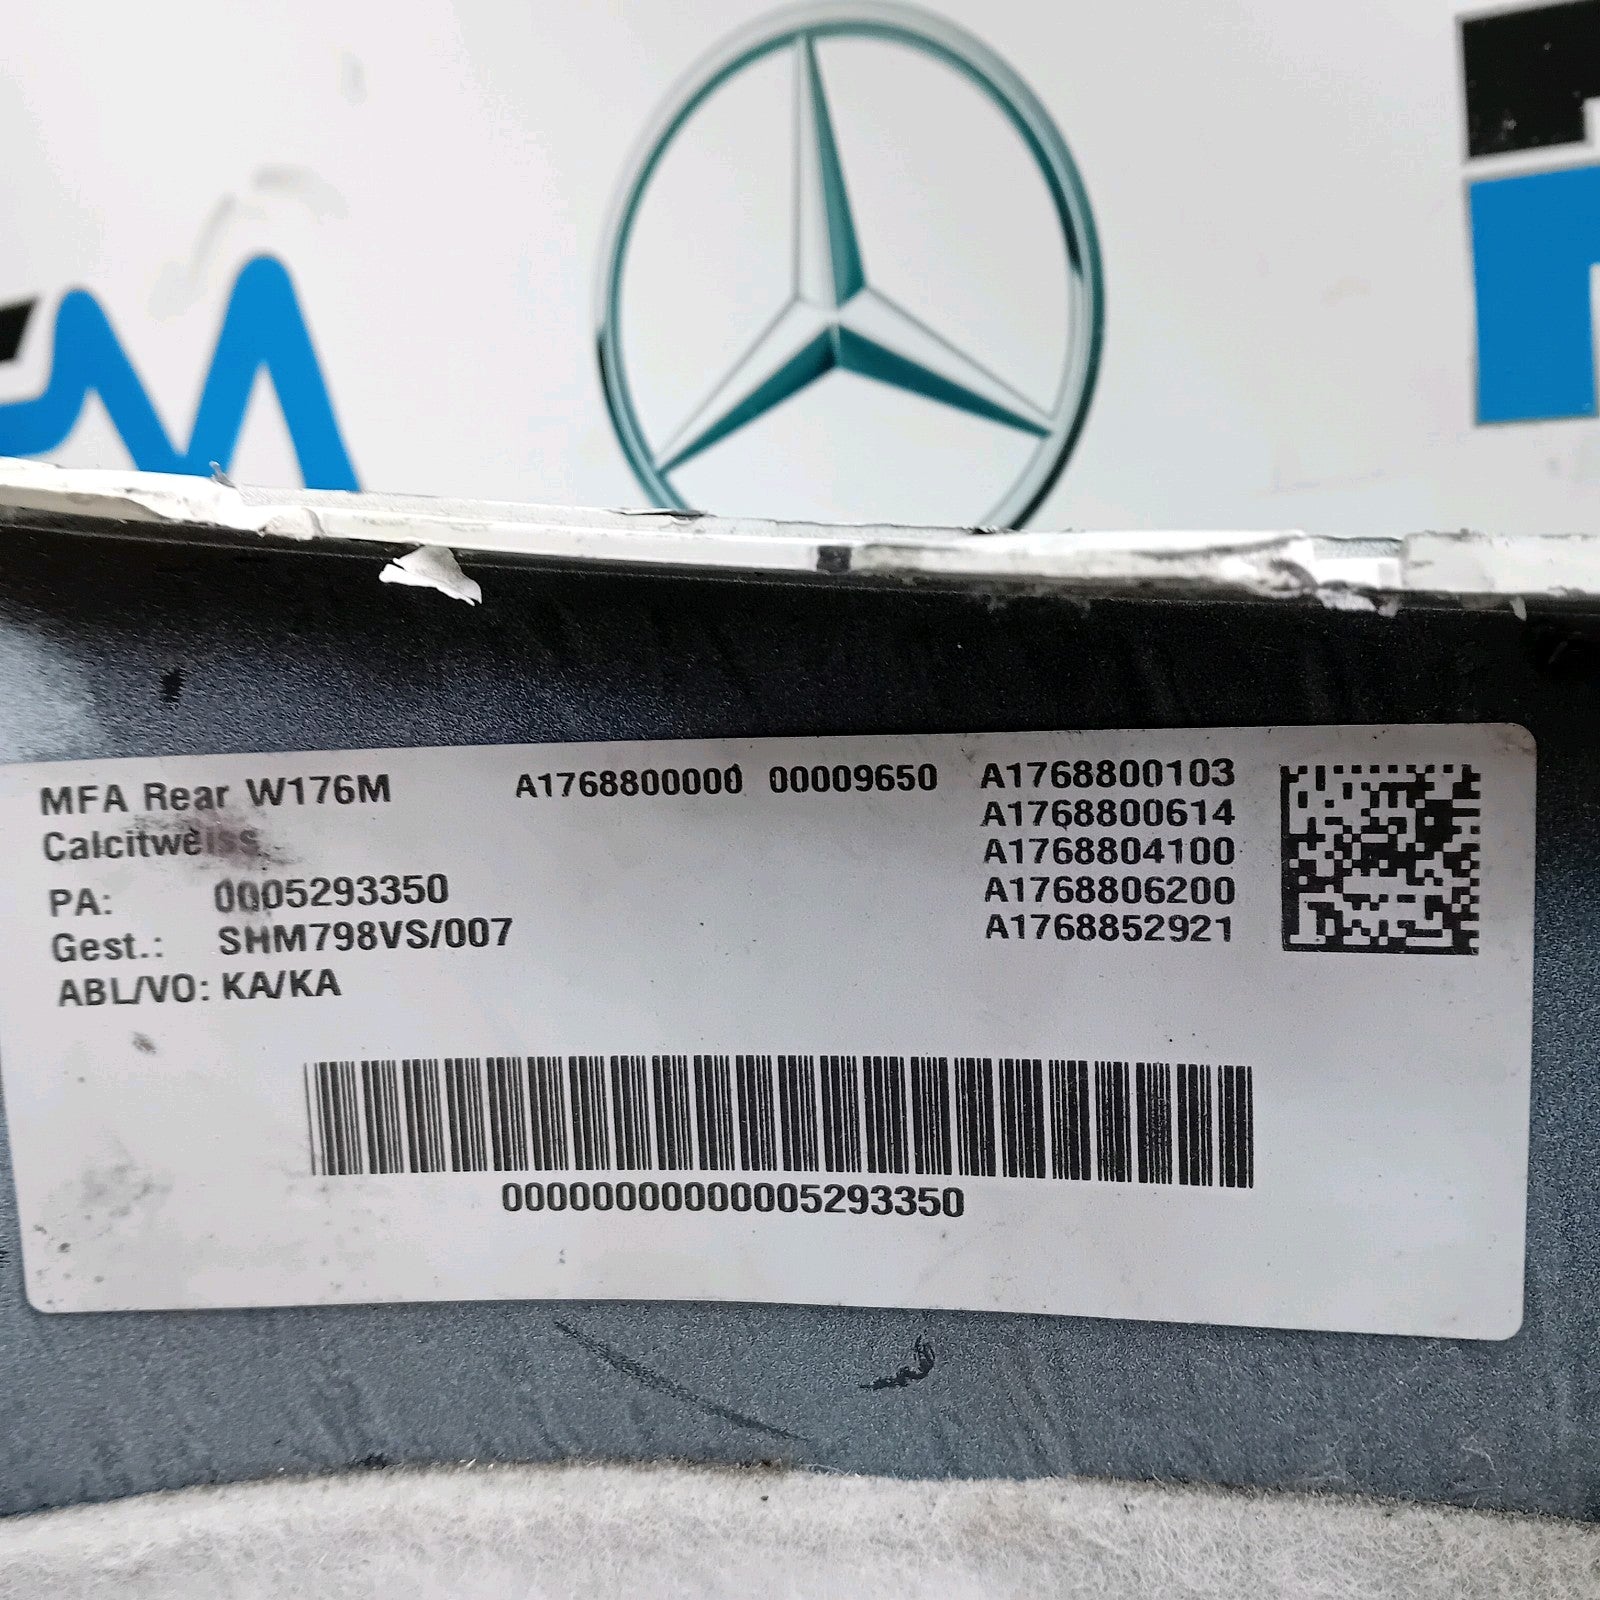 MFA Rear W176M A1768800000 00009650 A1768800103
Calcitweiss A1768800614
A1768804100
PA: 0005293350 A1768806200
Gest.: SHM798VS/007 A1768852921
ABL/VO: KA/KA
00000000000005293350